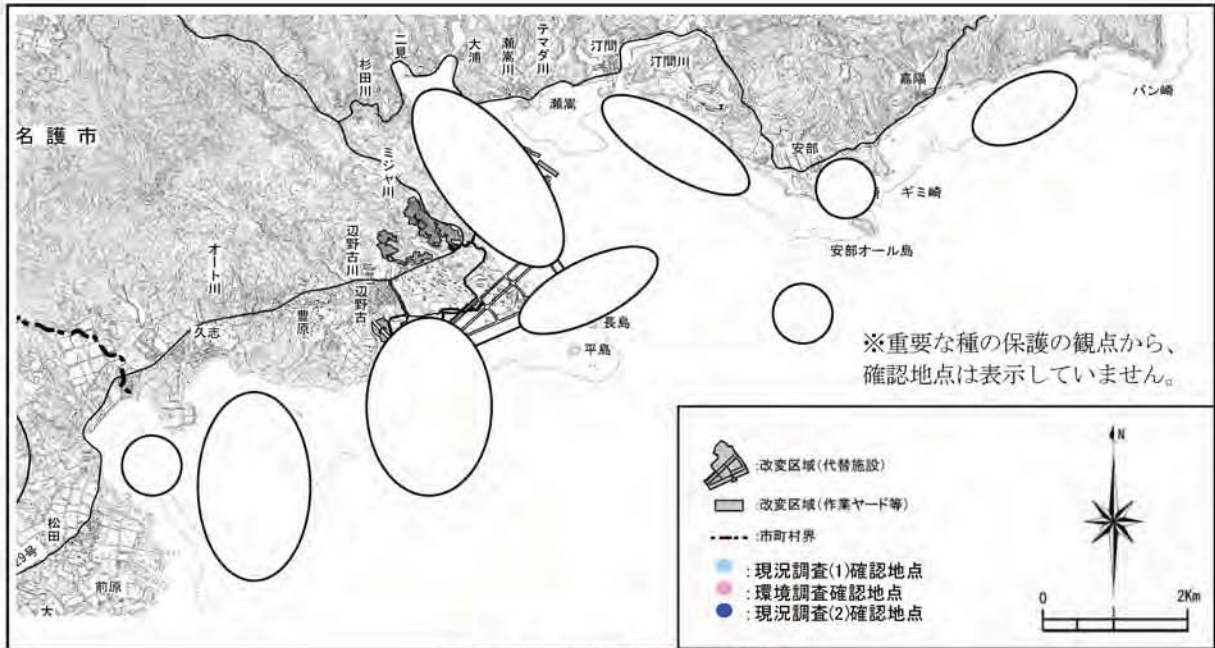 名護市
杉田川
二見
大浦
瀬嵩川
テマダ川
汀間
汀間川
瀬嵩
嘉陽
バン崎
安部
ギミ崎
安部オール島
ミジャ川
辺野古川
辺野古
オート川
豊原
久志
長島
平島
松田
前原
大
29号
※重要な種の保護の観点から、
確認地点は表示していません。
:改変区域(代替施設)
:改変区域(作業ヤード等)
:市町村界
:現況調査(1)確認地点
:環境調査確認地点
:現況調査(2)確認地点
N
0 2Km